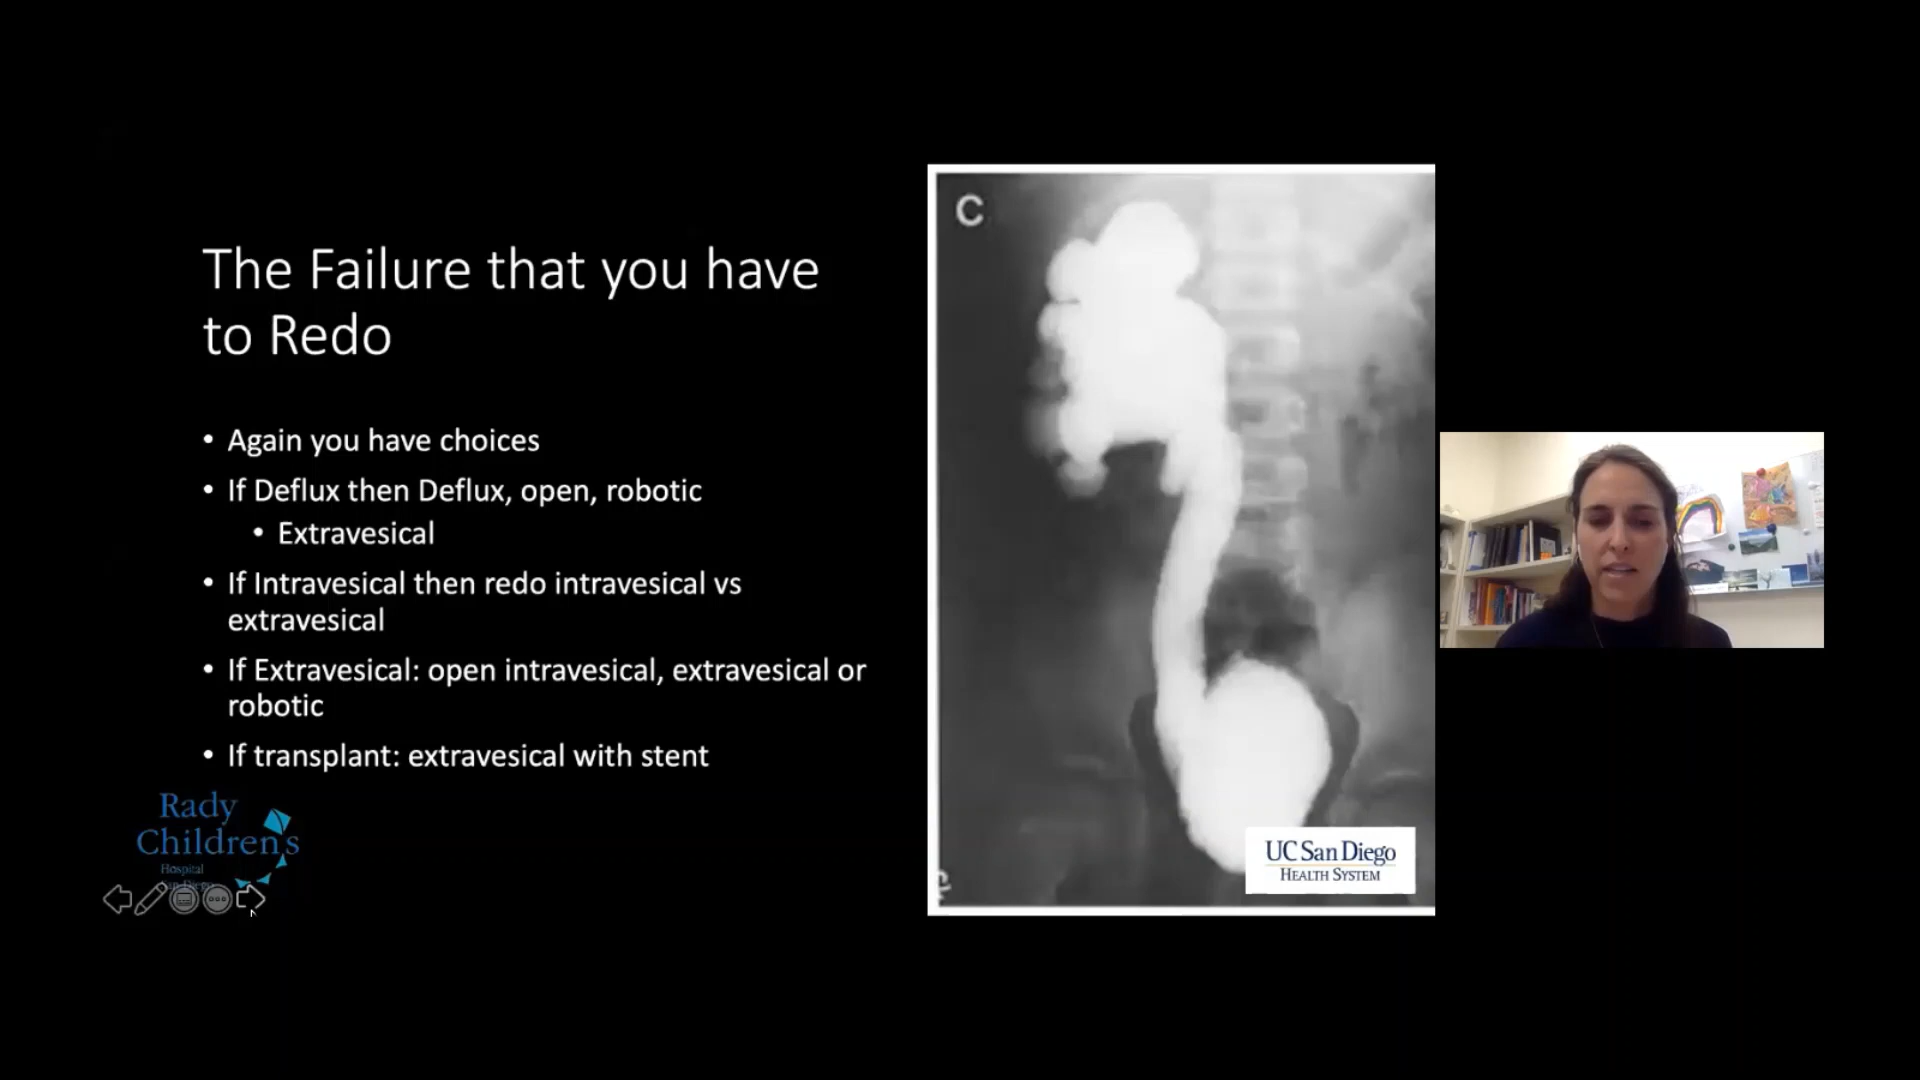 The Failure that you have
to Redo
• Again you have choices
• If Deflux then Deflux, open, robotic
• Extravesical
• If Intravesical then redo intravesical vs
extravesical
• If Extravesical: open intravesical, extravesical or
robotic
• If transplant: extravesical with stent
Rady
Children's
Hospital
San Diego
C
UC San Diego
HEALTH SYSTEM